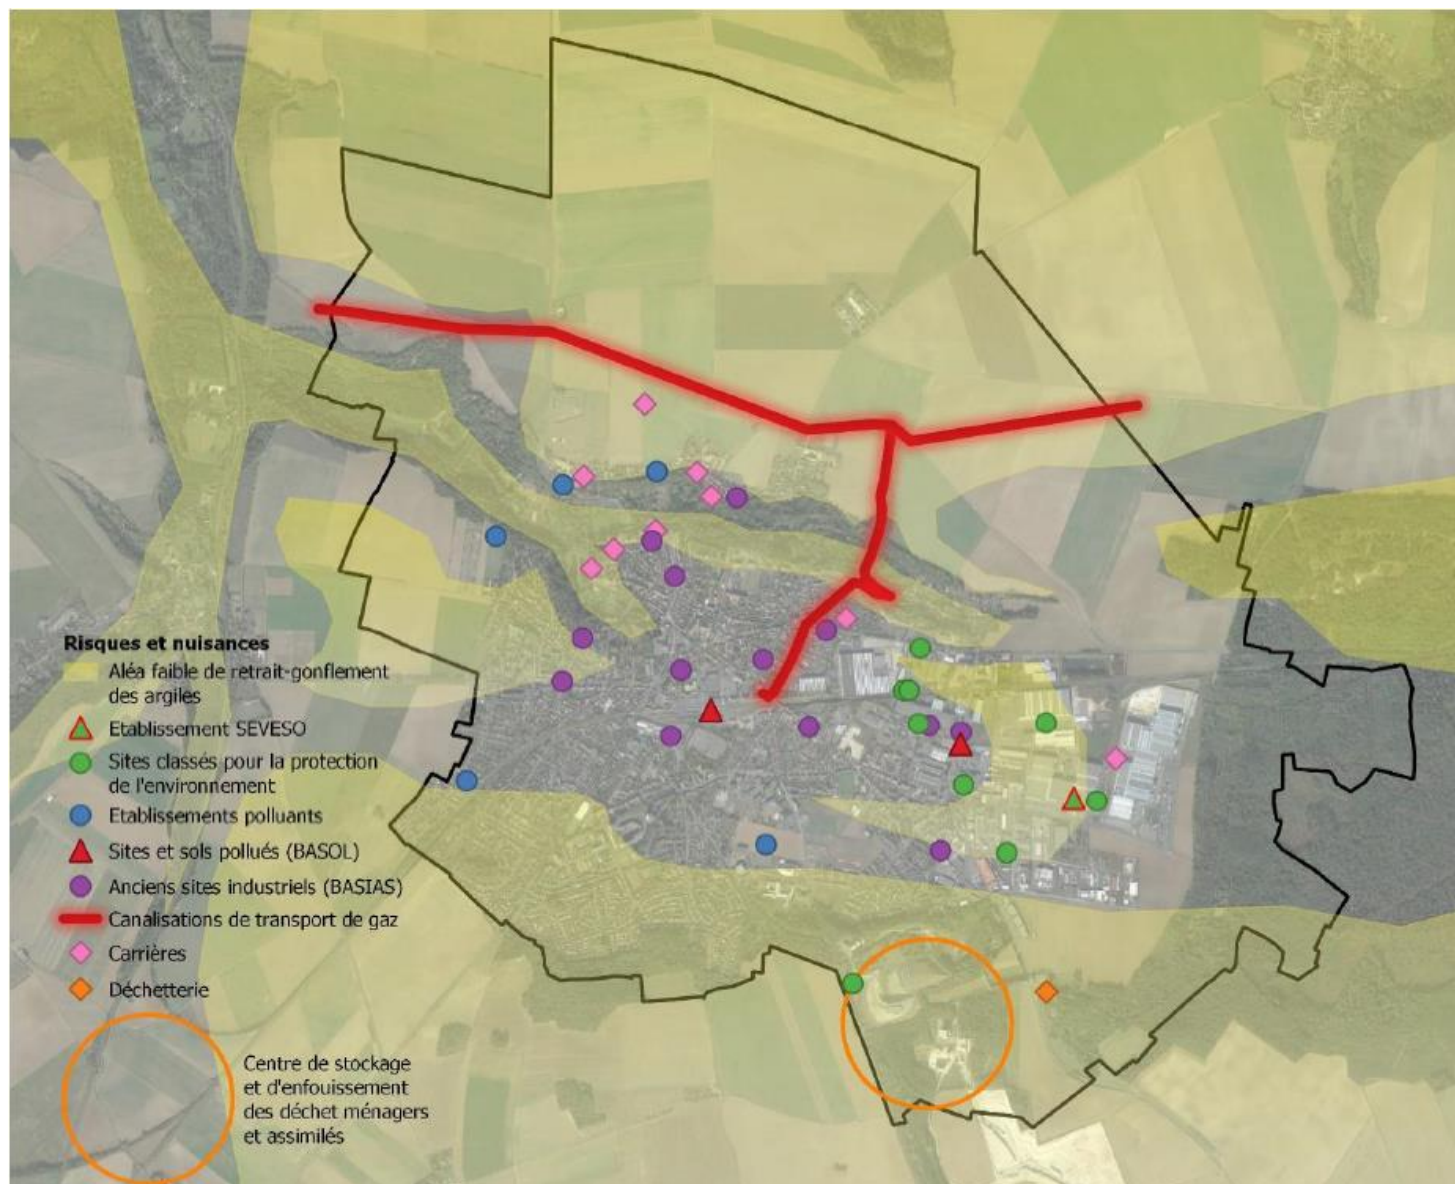 Risques et nuisances
Aléa faible de retrait-gonflement
des argiles
Etablissement SEVESO
Sites classés pour la protection
de l'environnement
Etablissements polluants
Sites et sols pollués (BASOL)
Anciens sites industriels (BASIAS)
Canalisations de transport de gaz
Carrières
Déchetterie
Centre de stockage
et d'enfouissement
des déchet ménagers
et assimilés